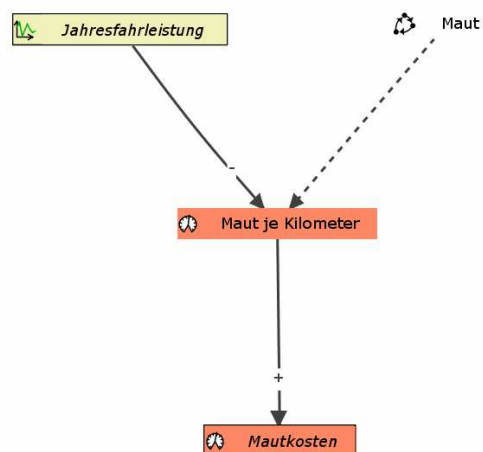 Jahresfahrleistung
Maut
-
Maut je Kilometer
+
Mautkosten